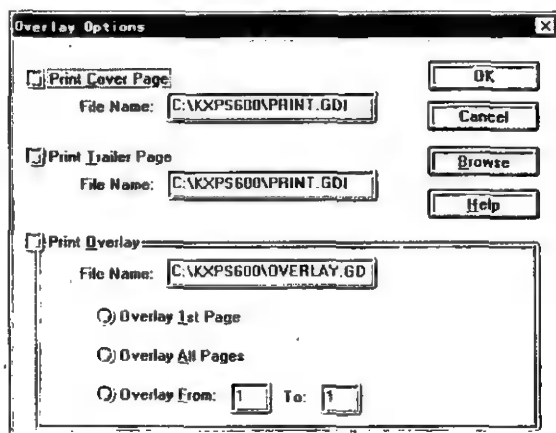 Overlay Options
Print Cover Page
OK
File Name: C:\KXPS600\PRINT.GDI
Cancel
Print Trailer Page
Browse
File Name: C:\KXPS600\PRINT.GDI
Help
Print Overlay
File Name: C:\KXPS600\OVERLAY.GD
Overlay 1st Page
Overlay All Pages
Overlay From: 1 To: 1